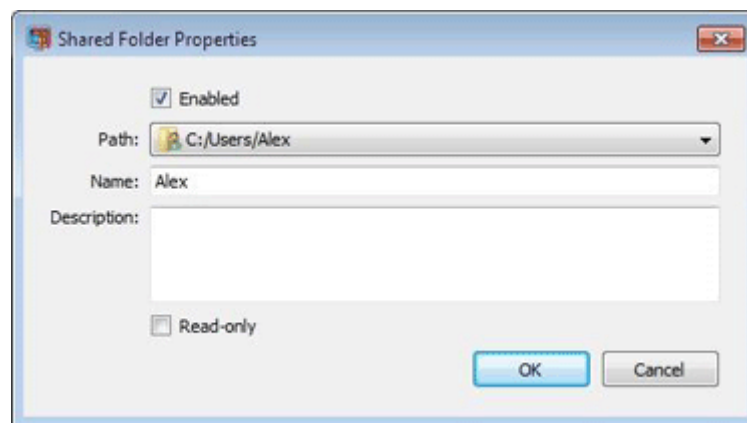 Shared Folder Properties
Enabled
Path: C:/Users/Alex
Name: Alex
Description:
Read-only
OK Cancel